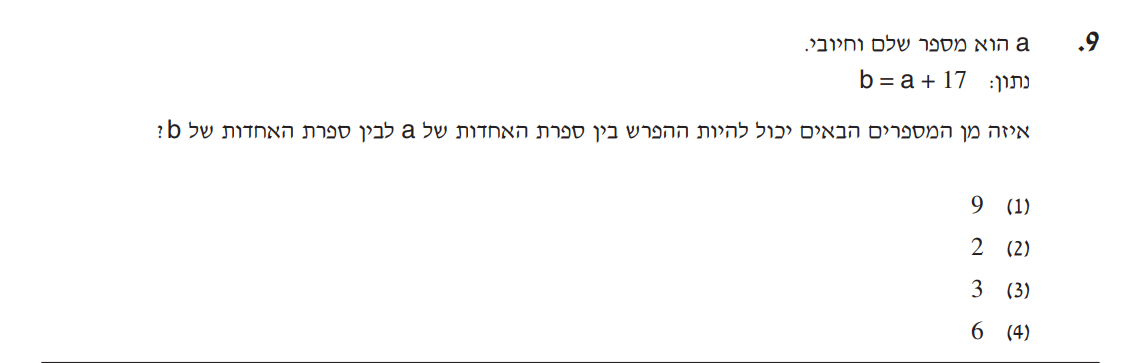 9. a הוא מספר שלם וחיובי.
נתון: b = a + 17
איזה מן המספרים הבאים יכול להיות ההפרש בין ספרת האחדות של a לבין ספרת האחדות של b?
(1) 9
(2) 2
(3) 3
(4) 6